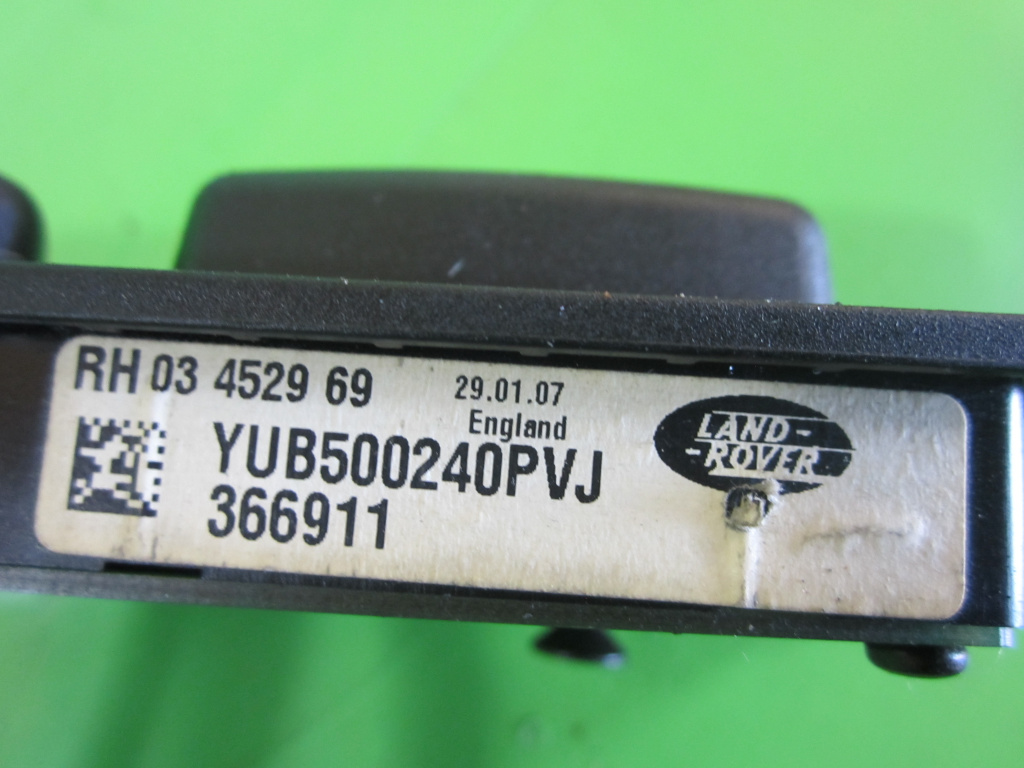 RH 03 4529 69
29.01.07
England
YUB500240PVJ
366911
LAND-
-ROVER